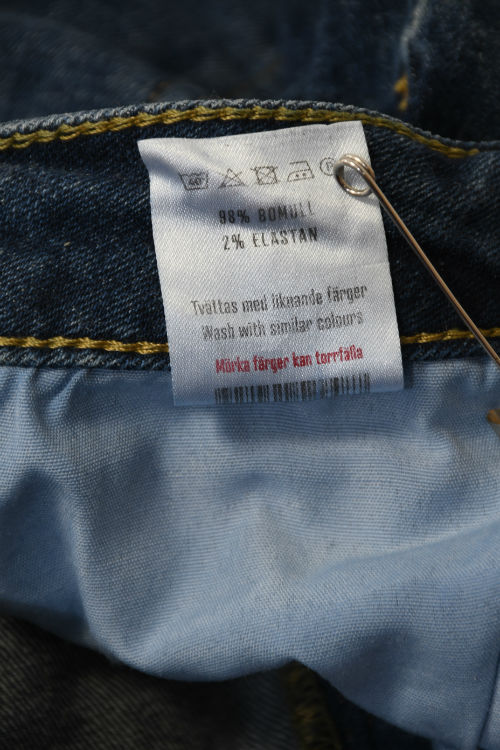 98% BOMULL
2% ELASTAN
Tvättas med liknande färger
Wash with similar colours
Mörka färger kan torrfälla